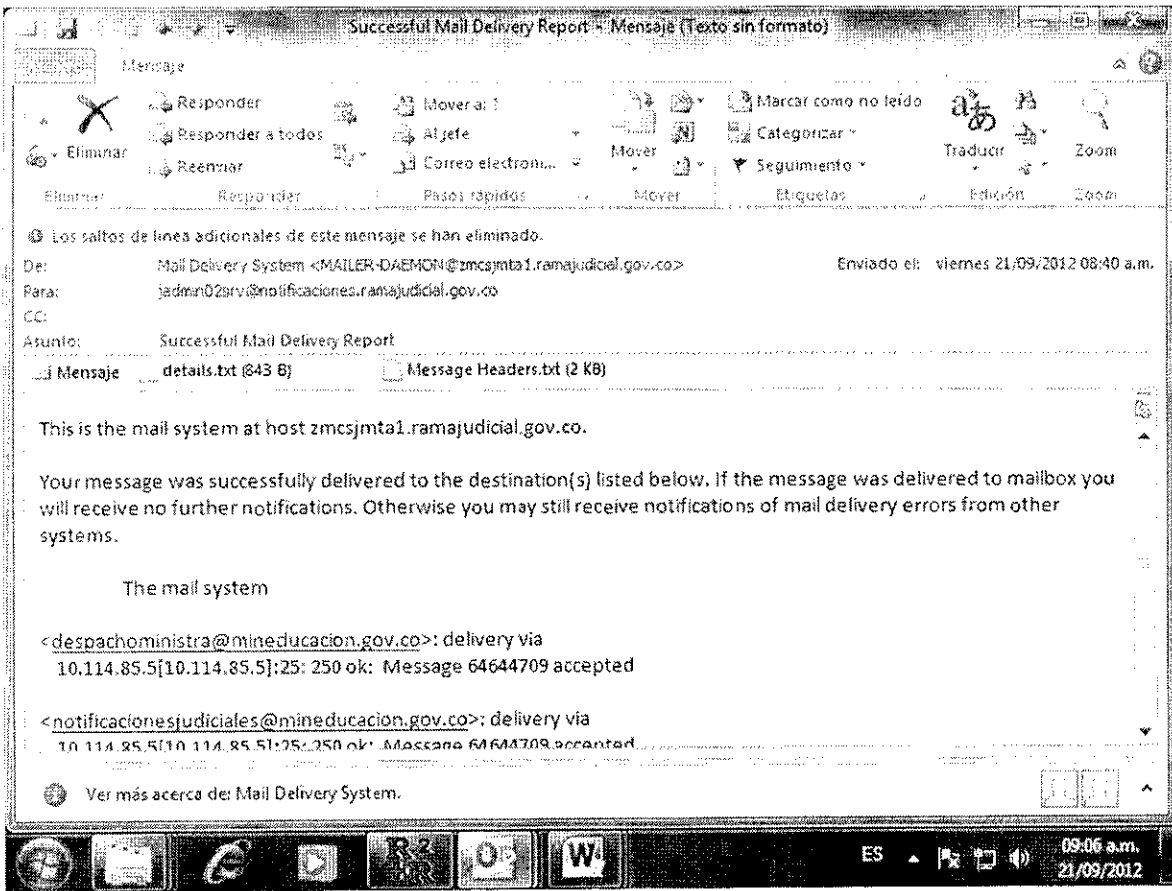 Successful Mail Delivery Report - Mensaje (Texto sin formato)
Mensaje
Eliminar
Responder
Responder a todos
Reenviar
Mover a: ?
Al jefe
Correo electróni...
Mover
Marcar como no leído
Categorizar
Seguimiento
Traducir
Zoom
Eliminar
Responder
Pasos rápidos
Mover
Etiquetas
Edición
Zoom
Los saltos de línea adicionales de este mensaje se han eliminado.
De: Mail Delivery System <MAILER-DAEMON@zmcsjmta1.ramajudicial.gov.co>
Enviado el: viernes 21/09/2012 08:40 a.m.
Para: jadmin02srv@notificaciones.ramajudicial.gov.co
CC:
Asunto: Successful Mail Delivery Report
Mensaje
details.txt (843 B)
Message Headers.txt (2 KB)
This is the mail system at host zmcsjmta1.ramajudicial.gov.co.
Your message was successfully delivered to the destination(s) listed below. If the message was delivered to mailbox you
will receive no further notifications. Otherwise you may still receive notifications of mail delivery errors from other
systems.
The mail system
<despachoministra@mineducacion.gov.co>: delivery via
10.114.85.5[10.114.85.5]:25: 250 ok: Message 64644709 accepted
<notificacionesjudiciales@mineducacion.gov.co>: delivery via
10.114.85.5[10.114.85.5]:25: 250 ok: Message 64644709 accepted
Ver más acerca de: Mail Delivery System.
ES
09:06 a.m.
21/09/2012